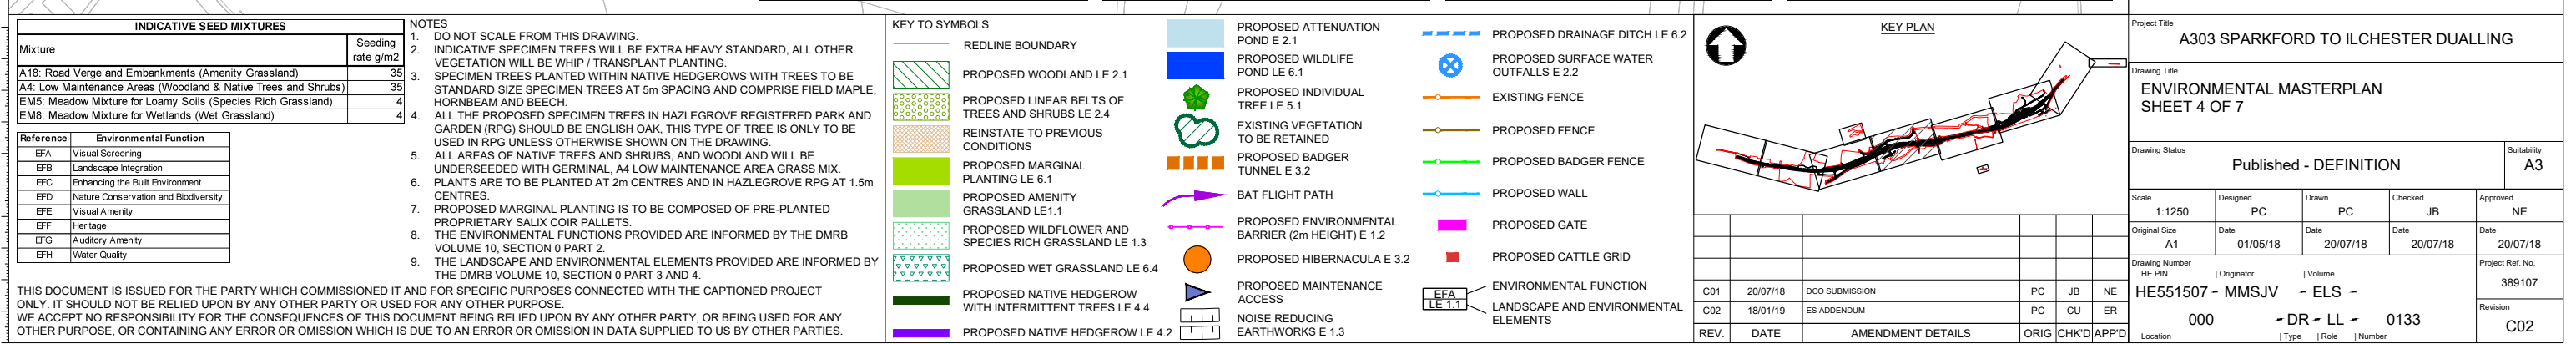 INDICATIVE SEED MIXTURES
Mixture Seeding rate g/m2
A18: Road Verge and Embankments (Amenity Grassland) 35
A4: Low Maintenance Areas (Woodland & Native Trees and Shrubs) 35
EM5: Meadow Mixture for Loamy Soils (Species Rich Grassland) 4
EM8: Meadow Mixture for Wetlands (Wet Grassland) 4
Reference Environmental Function
EFA Visual Screening
EFB Landscape Integration
EFC Enhancing the Built Environment
EFD Nature Conservation and Biodiversity
EFE Visual Amenity
EFF Heritage
EFG Auditory Amenity
EFH Water Quality
NOTES
1. DO NOT SCALE FROM THIS DRAWING.
2. INDICATIVE SPECIMEN TREES WILL BE EXTRA HEAVY STANDARD, ALL OTHER
VEGETATION WILL BE WHIP / TRANSPLANT PLANTING.
3. SPECIMEN TREES PLANTED WITHIN NATIVE HEDGEROWS WITH TREES TO BE
STANDARD SIZE SPECIMEN TREES AT 5m SPACING AND COMPRISE FIELD MAPLE,
HORNBEAM AND BEECH.
4. ALL THE PROPOSED SPECIMEN TREES IN HAZLEGROVE REGISTERED PARK AND
GARDEN (RPG) SHOULD BE ENGLISH OAK, THIS TYPE OF TREE IS ONLY TO BE
USED IN RPG UNLESS OTHERWISE SHOWN ON THE DRAWING.
5. ALL AREAS OF NATIVE TREES AND SHRUBS, AND WOODLAND WILL BE
UNDERSEEDED WITH GERMINAL, A4 LOW MAINTENANCE AREA GRASS MIX.
6. PLANTS ARE TO BE PLANTED AT 2m CENTRES AND IN HAZLEGROVE RPG AT 1.5m
CENTRES.
7. PROPOSED MARGINAL PLANTING IS TO BE COMPOSED OF PRE-PLANTED
PROPRIETARY SALIX COIR PALLETS.
8. THE ENVIRONMENTAL FUNCTIONS PROVIDED ARE INFORMED BY THE DMRB
VOLUME 10, SECTION 0 PART 2.
9. THE LANDSCAPE AND ENVIRONMENTAL ELEMENTS PROVIDED ARE INFORMED BY
THE DMRB VOLUME 10, SECTION 0 PART 3 AND 4.
THIS DOCUMENT IS ISSUED FOR THE PARTY WHICH COMMISSIONED IT AND FOR SPECIFIC PURPOSES CONNECTED WITH THE CAPTIONED PROJECT
ONLY. IT SHOULD NOT BE RELIED UPON BY ANY OTHER PARTY OR USED FOR ANY OTHER PURPOSE.
WE ACCEPT NO RESPONSIBILITY FOR THE CONSEQUENCES OF THIS DOCUMENT BEING RELIED UPON BY ANY OTHER PARTY, OR BEING USED FOR ANY
OTHER PURPOSE, OR CONTAINING ANY ERROR OR OMISSION WHICH IS DUE TO AN ERROR OR OMISSION IN DATA SUPPLIED TO US BY OTHER PARTIES.
KEY TO SYMBOLS
REDLINE BOUNDARY
PROPOSED WOODLAND LE 2.1
PROPOSED LINEAR BELTS OF
TREES AND SHRUBS LE 2.4
REINSTATE TO PREVIOUS
CONDITIONS
PROPOSED MARGINAL
PLANTING LE 6.1
PROPOSED AMENITY
GRASSLAND LE1.1
PROPOSED WILDFLOWER AND
SPECIES RICH GRASSLAND LE 1.3
PROPOSED WET GRASSLAND LE 6.4
PROPOSED NATIVE HEDGEROW
WITH INTERMITTENT TREES LE 4.4
PROPOSED NATIVE HEDGEROW LE 4.2
PROPOSED ATTENUATION
POND E 2.1
PROPOSED WILDLIFE
POND LE 6.1
PROPOSED INDIVIDUAL
TREE LE 5.1
EXISTING VEGETATION
TO BE RETAINED
PROPOSED BADGER
TUNNEL E 3.2
BAT FLIGHT PATH
PROPOSED ENVIRONMENTAL
BARRIER (2m HEIGHT) E 1.2
PROPOSED HIBERNACULA E 3.2
PROPOSED MAINTENANCE
ACCESS
NOISE REDUCING
EARTHWORKS E 1.3
PROPOSED DRAINAGE DITCH LE 6.2
PROPOSED SURFACE WATER
OUTFALLS E 2.2
EXISTING FENCE
PROPOSED FENCE
PROPOSED BADGER FENCE
PROPOSED WALL
PROPOSED GATE
PROPOSED CATTLE GRID
EFA
LE 1.1
ENVIRONMENTAL FUNCTION
LANDSCAPE AND ENVIRONMENTAL
ELEMENTS
KEY PLAN
C01 20/07/18 DCO SUBMISSION PC JB NE
C02 18/01/19 ES ADDENDUM PC CU ER
REV. DATE AMENDMENT DETAILS ORIG CHK'D APP'D
Project Title
A303 SPARKFORD TO ILCHESTER DUALLING
Drawing Title
ENVIRONMENTAL MASTERPLAN
SHEET 4 OF 7
Drawing Status Suitability
Published - DEFINITION A3
Scale Designed Drawn Checked Approved
1:1250 PC PC JB NE
Original Size Date Date Date Date
A1 01/05/18 20/07/18 20/07/18 20/07/18
Drawing Number Project Ref. No.
HE PIN | Originator | Volume
389107
HE551507 - MMSJV - ELS -
Revision
000 - DR - LL - 0133
C02
Location | Type | Role | Number